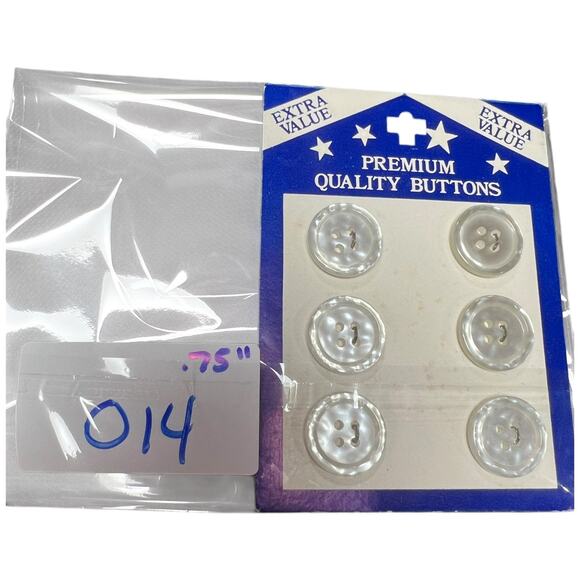 EXTRA
VALUE
EXTRA
VALUE
PREMIUM
QUALITY BUTTONS
.75"
014